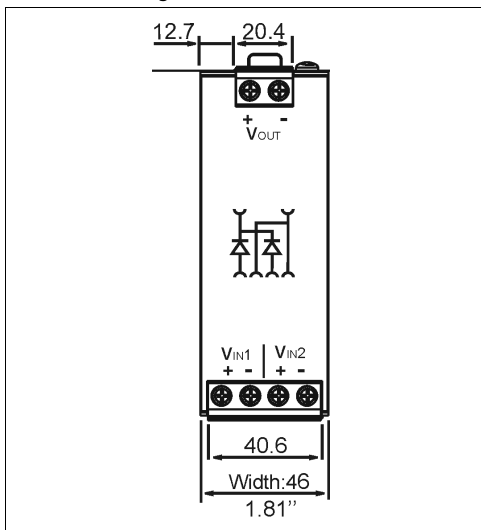 12.7 20.4
+ -
VOUT
VIN1 VIN2
+ - + -
40.6
Width:46
1.81’’